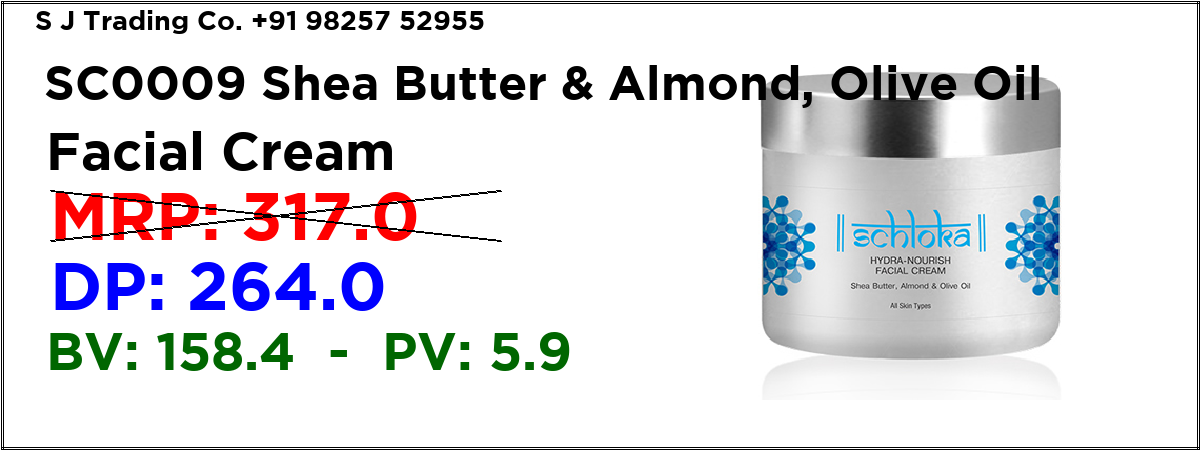 S J Trading Co. +91 98257 52955
SC0009 Shea Butter & Almond, Olive Oil
Facial Cream
MRP: 317.0
DP: 264.0
BV: 158.4 - PV: 5.9
|| schloka ||
HYDRA-NOURISH
FACIAL CREAM
Shea Butter, Almond & Olive Oil
All Skin Types